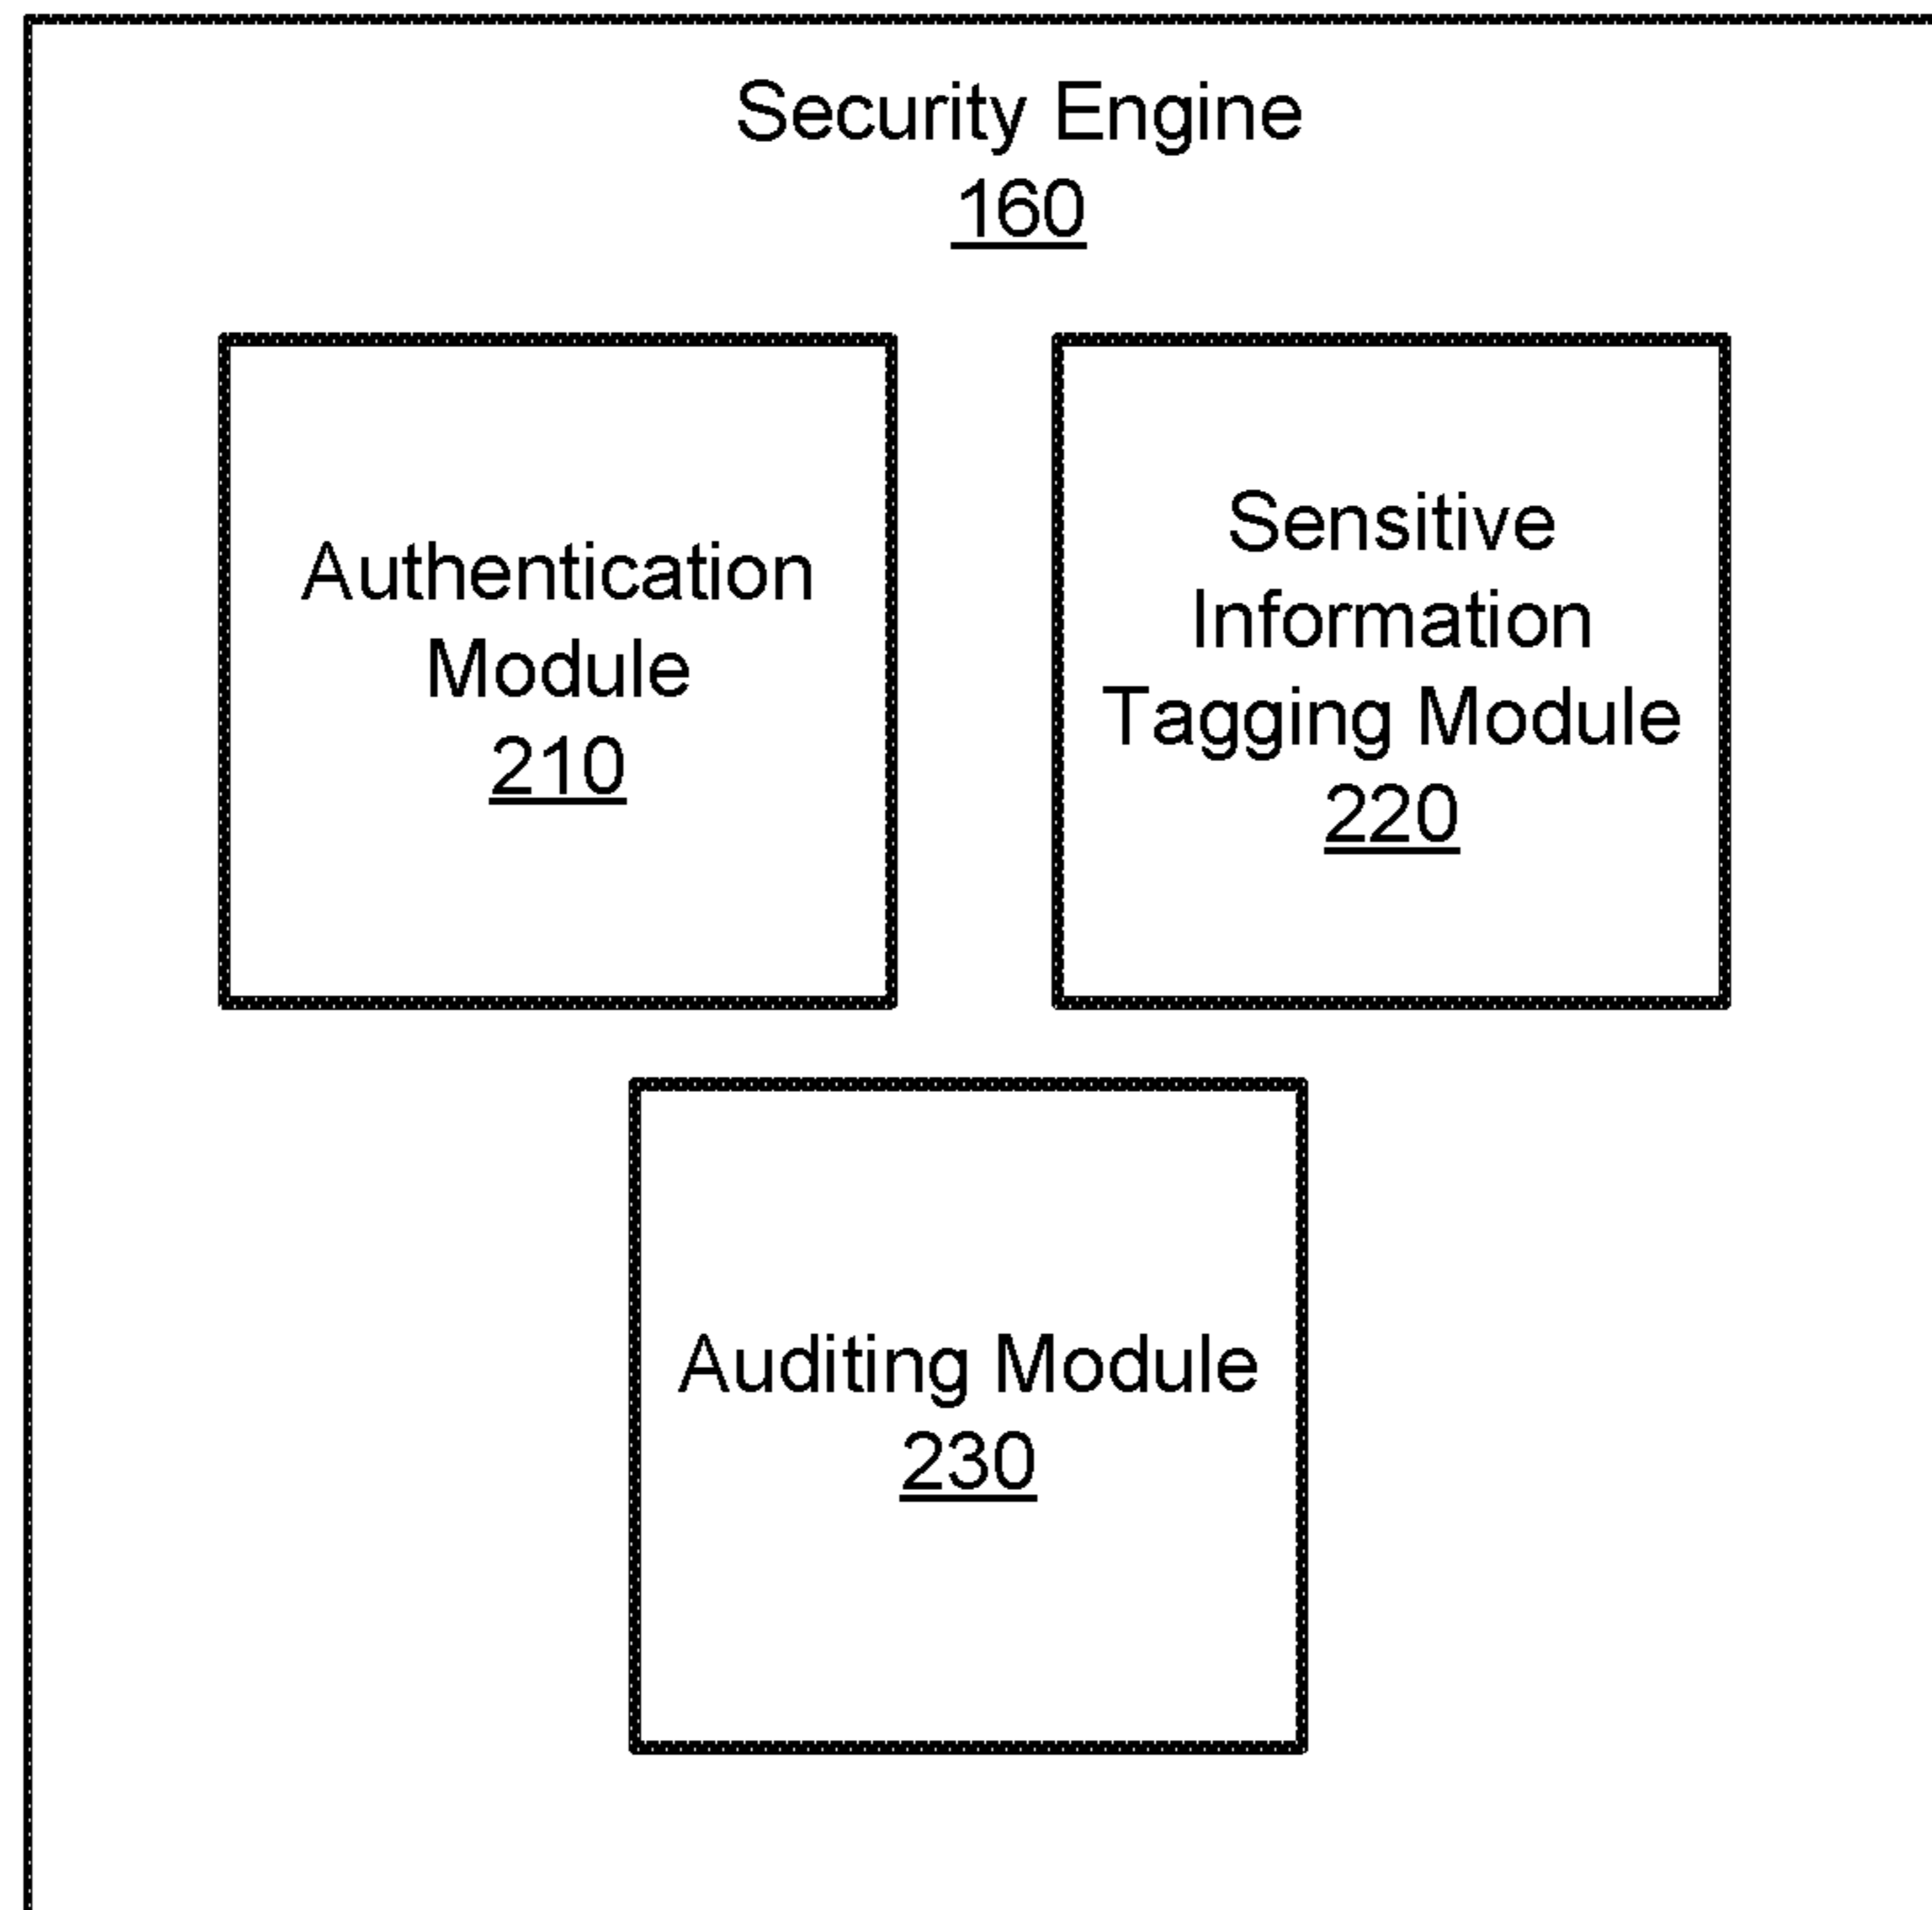 Security Engine
160
Authentication
Module
210
Sensitive
Information
Tagging Module
220
Auditing Module
230